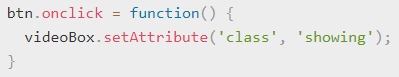 btn.onclick = function() {
  videoBox.setAttribute('class', 'showing');
}